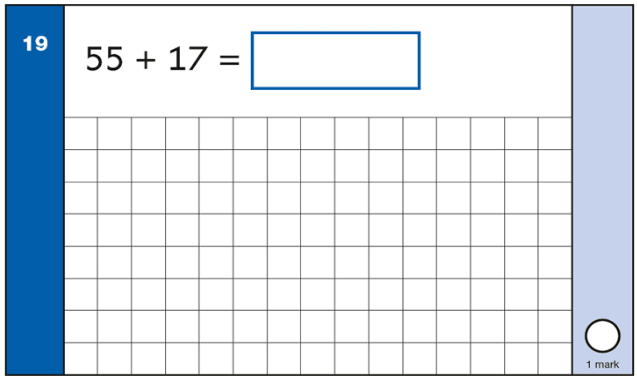 19
55 + 17 =
1 mark